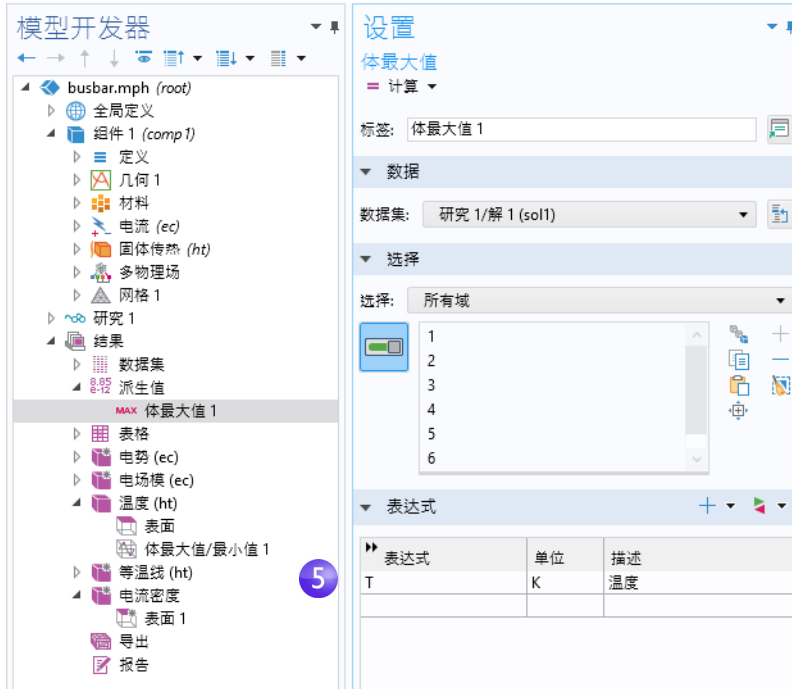 模型开发器
busbar.mph (root)
全局定义
组件 1 (comp1)
定义
几何 1
材料
电流 (ec)
固体传热 (ht)
多物理场
网格 1
研究 1
结果
数据集
8.85
e-12
派生值
MAX 体最大值 1
表格
电势 (ec)
电场模 (ec)
温度 (ht)
表面
体最大值/最小值 1
等温线 (ht)
电流密度
表面 1
导出
报告
设置
体最大值
= 计算
标签: 体最大值 1
数据
数据集: 研究 1/解 1 (sol1)
选择
选择: 所有域
1
2
3
4
5
6
表达式
5
表达式 单位 描述
T K 温度